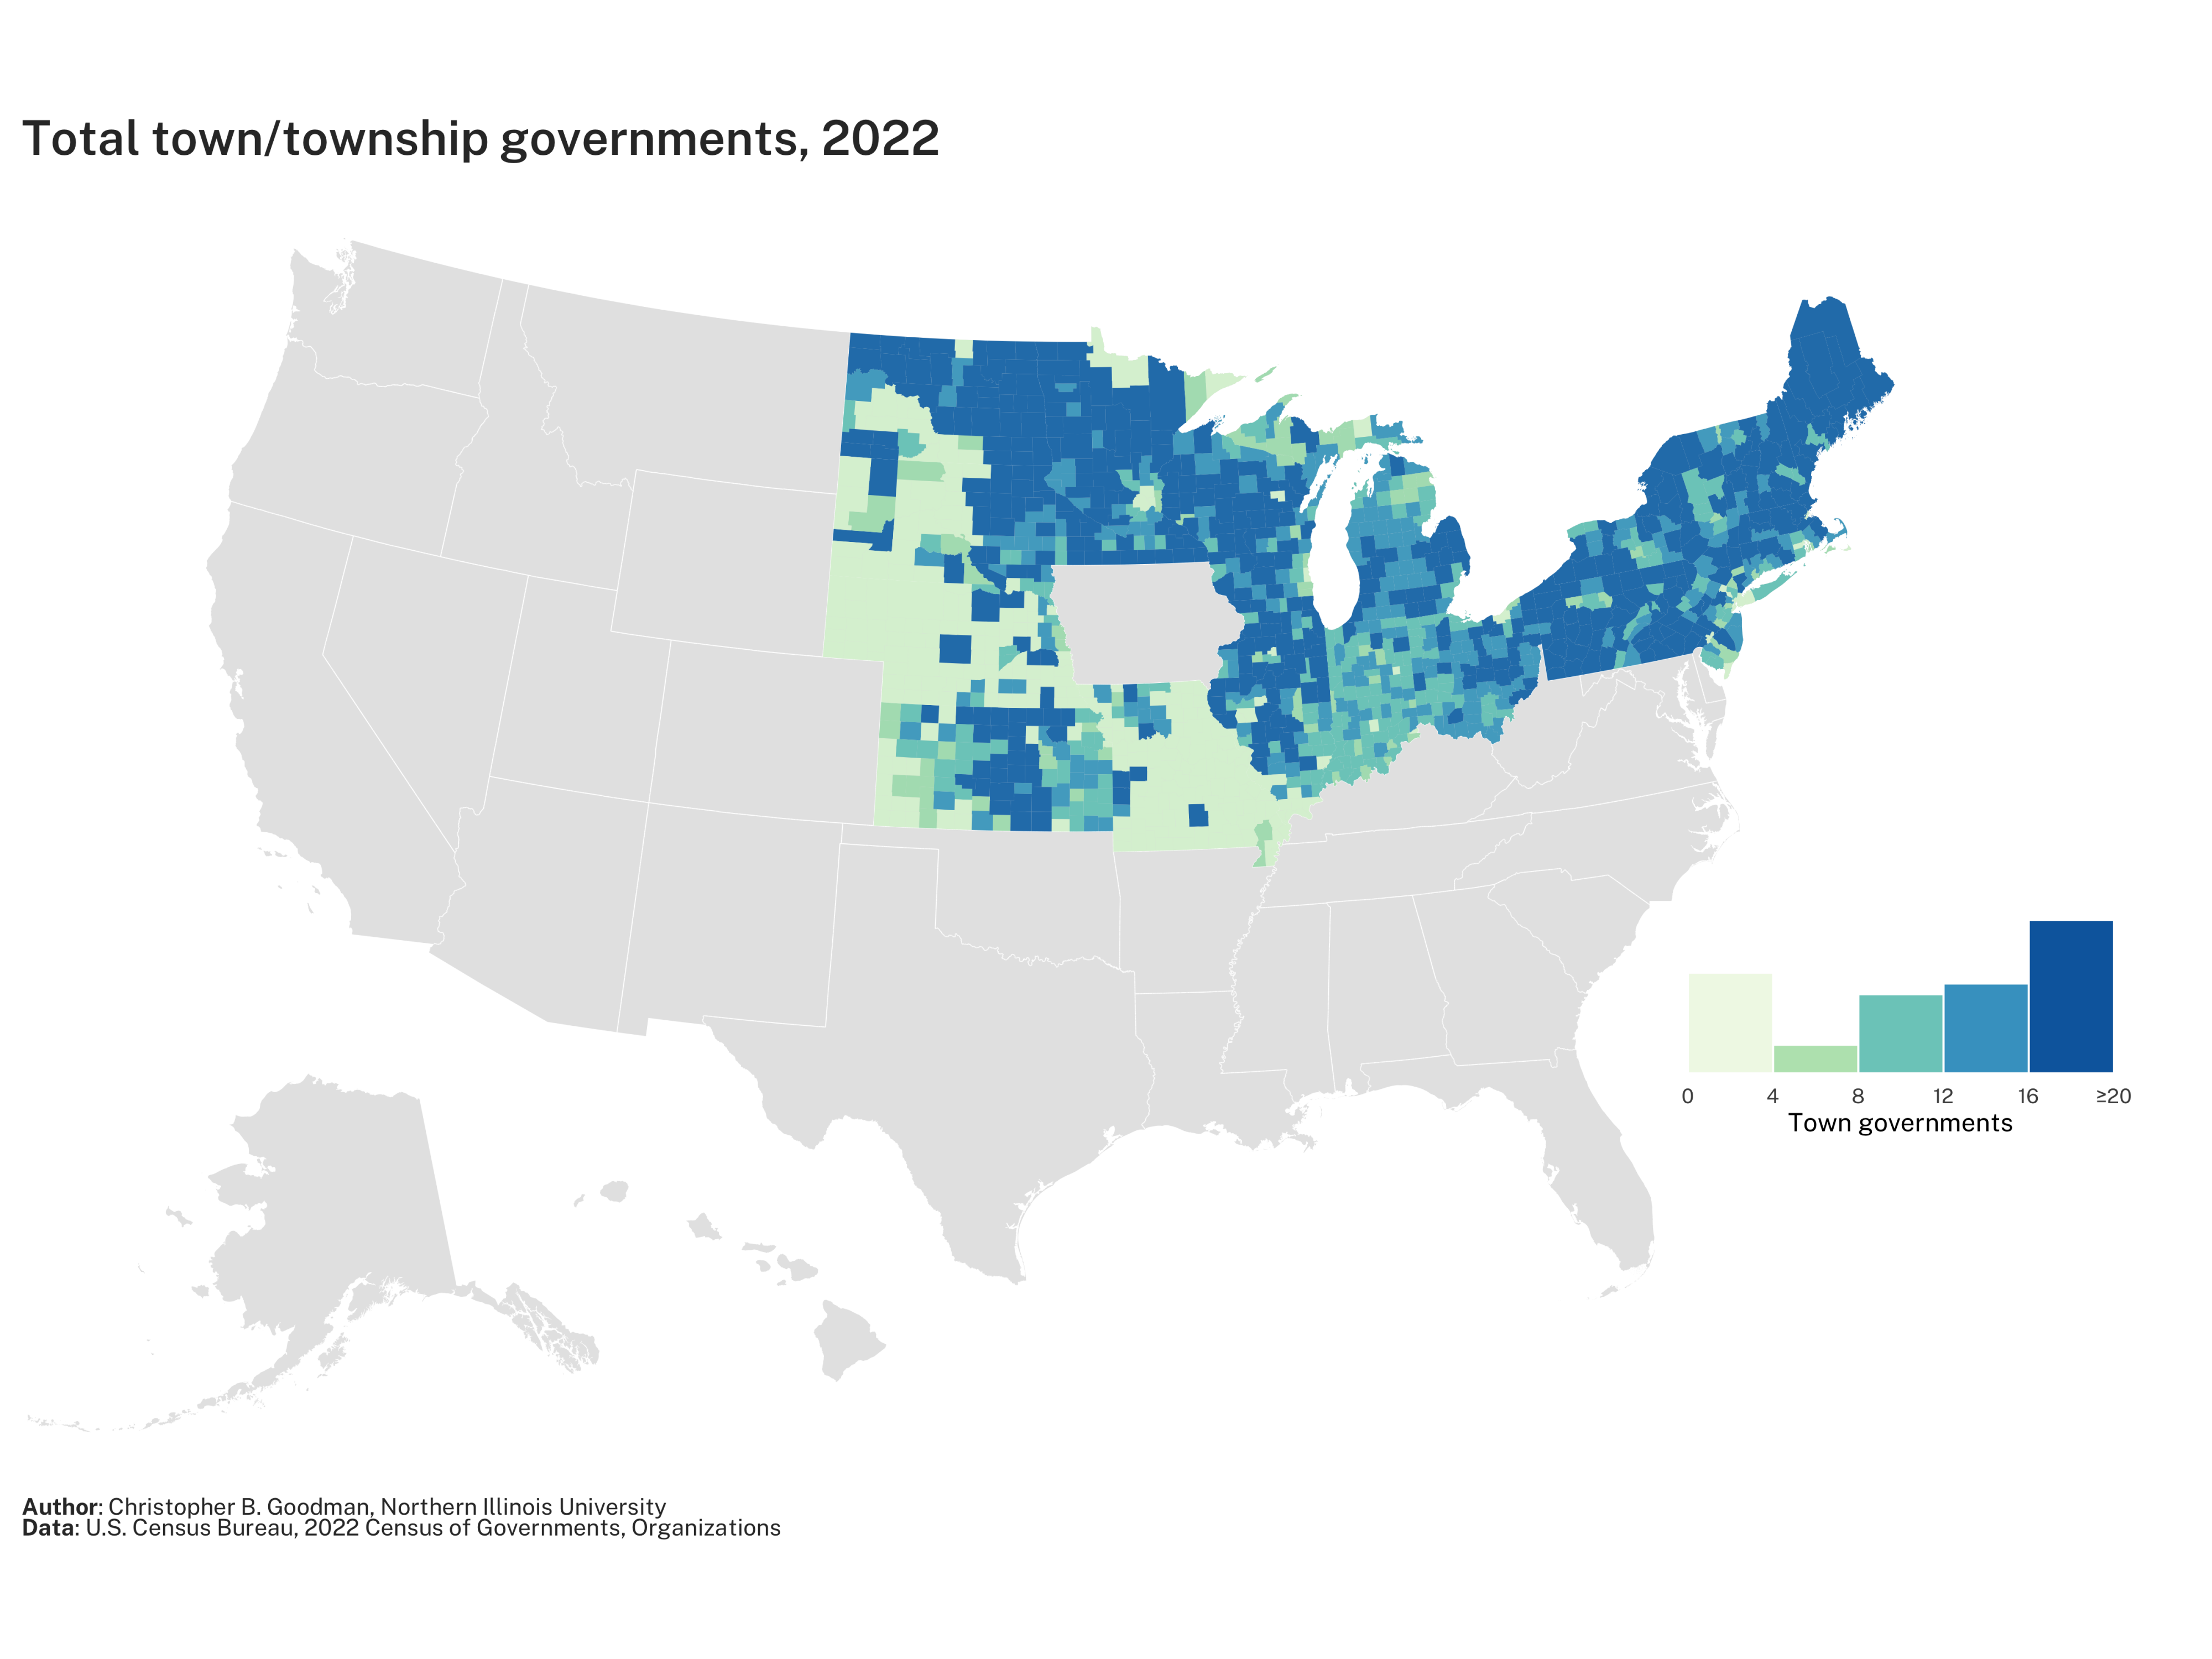 Total town/township governments, 2022
0 4 8 12 16 ≥20
Town governments
Author: Christopher B. Goodman, Northern Illinois University
Data: U.S. Census Bureau, 2022 Census of Governments, Organizations